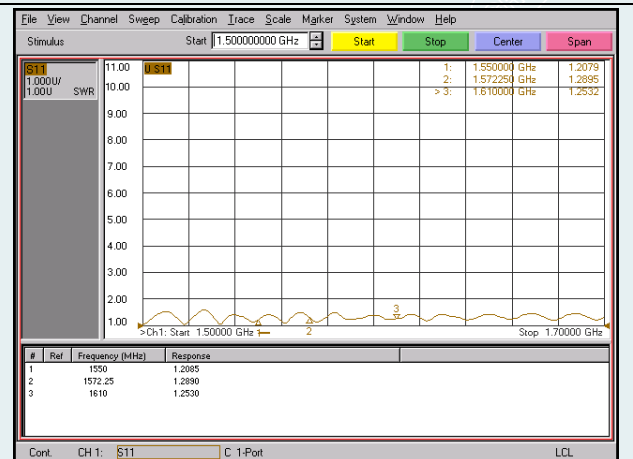 File View Channel Sweep Calibration Trace Scale Marker System Window Help
Stimulus Start 1.500000000 GHz Start Stop Center Span
S11
1.000U/
1.00U SWR
11.00 U S11
10.00
9.00
8.00
7.00
6.00
5.00
4.00
3.00
2.00
1.00
1: 1.550000 GHz 1.2079
2: 1.572250 GHz 1.2895
> 3: 1.610000 GHz 1.2532
3
1
2
>Ch1: Start 1.50000 GHz Stop 1.70000 GHz
# Ref Frequency (MHz) Response
1 1550 1.2085
2 1572.25 1.2890
3 1610 1.2530
Cont. CH 1: S11 C 1-Port LCL